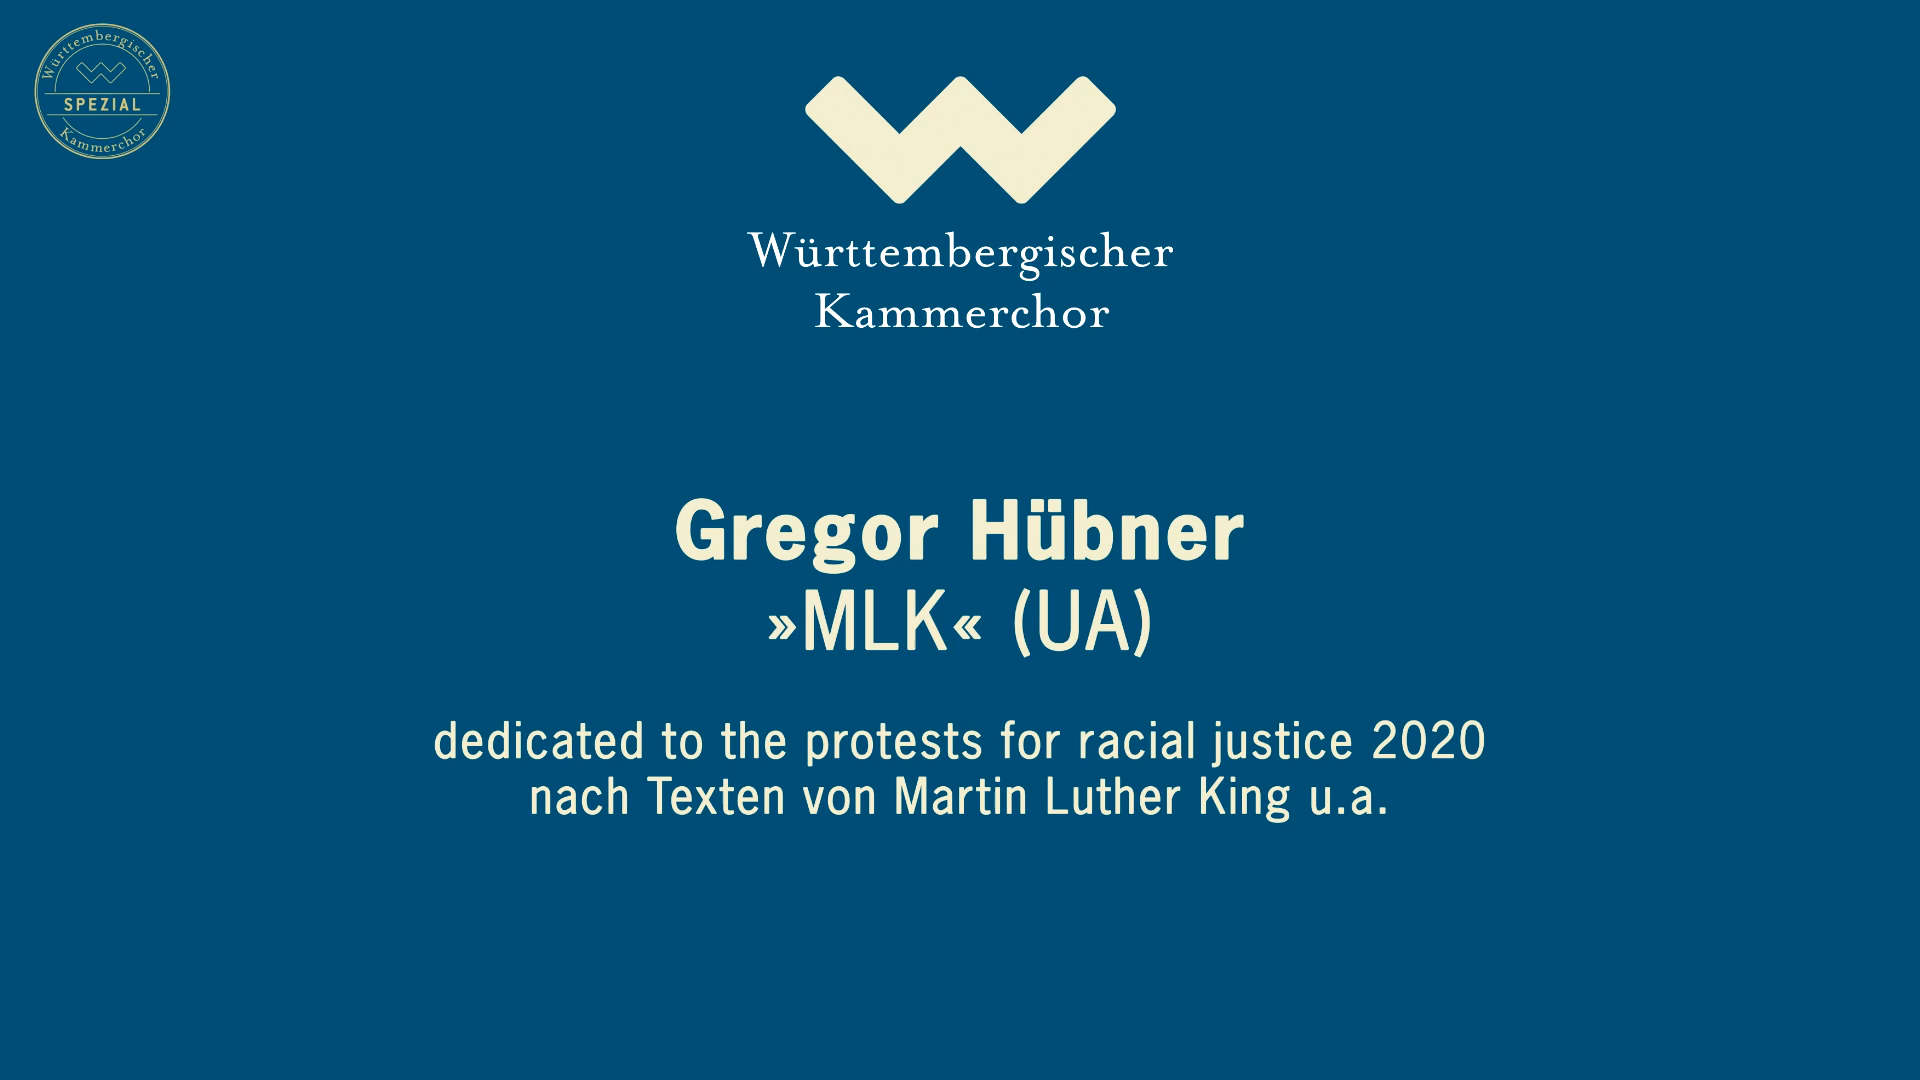 Württembergischer
SPEZIAL
Kammerchor
Württembergischer
Kammerchor
Gregor Hübner
»MLK« (UA)
dedicated to the protests for racial justice 2020
nach Texten von Martin Luther King u.a.